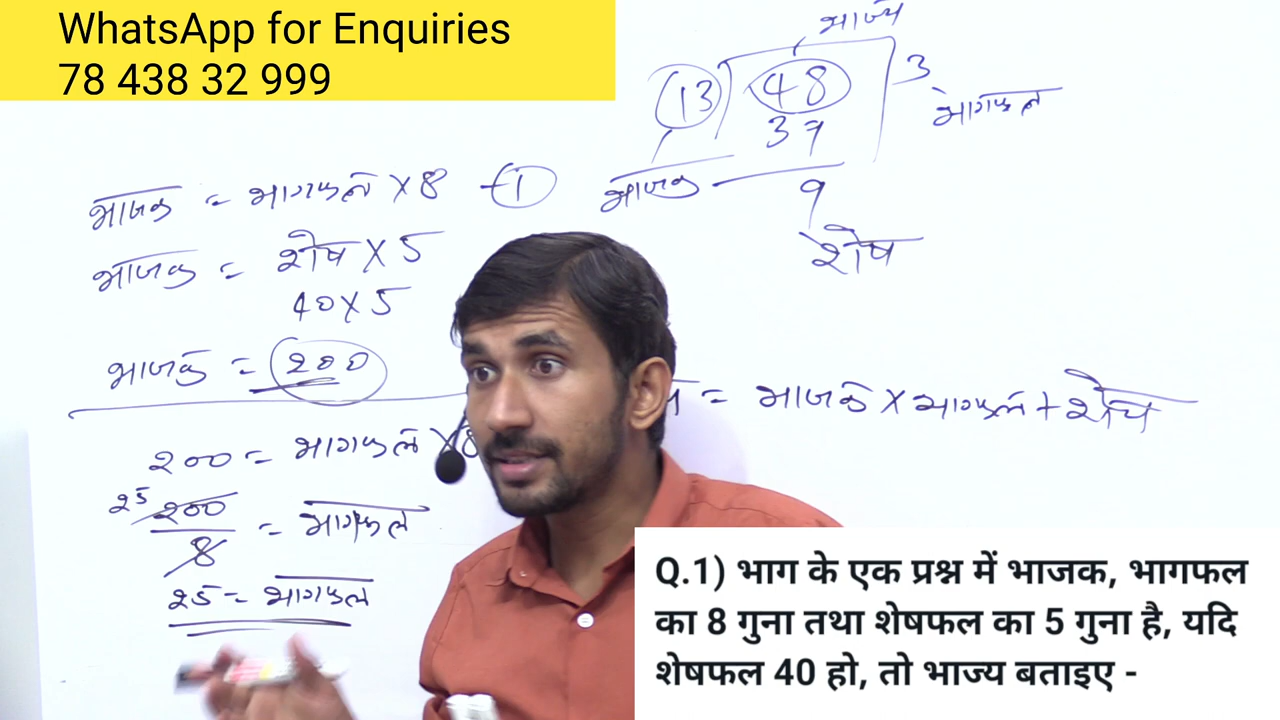 WhatsApp for Enquiries
78 438 32 999
भाज्य
13 48 3
भागफल
37
भाजक
9
शेष
भाजक = भागफल × 8 -1
भाजक = शेष × 5
40 × 5
भाजक = 200
= भाजक × भागफल + शेष
200 = भागफल × 8
25 200
8
= भागफल
25 = भागफल
Q.1) भाग के एक प्रश्न में भाजक, भागफल
का 8 गुना तथा शेषफल का 5 गुना है, यदि
शेषफल 40 हो, तो भाज्य बताइए -